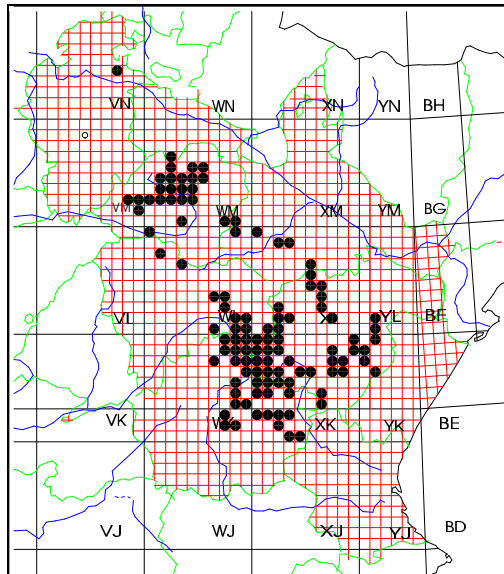 VN WN XN YN BH
VM WM XM YM BG
VL WL XL YL BF
VK WK XK YK BE
VJ WJ XJ YJ BD